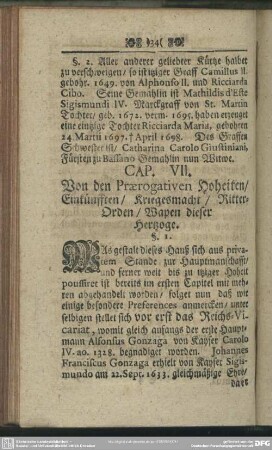 )34(
§. 2. Aller anderer geliebter Kürtze halber
zu verschweigen / so ist itziger Graff Camillus II.
gebohr. 1649. von Alphonso II. und Ricciarda
Cibo. Seine Gemahlin ist Mathildis d'Este
Sigismundi IV. Marckgraff von St. Martin
Tochter / geb. 1672. verm. 1695. haben erzeuget
eine eintzige Tochter Ricciarda Maria, gebohren
24 Martii 1697. † April 1698. Des Graffen
Schwester ist / Catharina Carolo Giustiniani,
Fürsten zu Bassano Gemahlin nun Witwe.
CAP. VII.
Von den Prærogativen Hoheiten /
Einkünfften / Kriegesmacht / Ritter-
Orden / Wapen dieser
Hertzoge.
§. 1.
Was gestalt dieses Hauß sich aus priva-
tem Stande zur Hauptmanschafft /
und ferner weit bis zu itziger Hoheit
poussiret ist bereits im ersten Capitel mit meh-
ren abgehandelt worden / folget nun daß wir
einige besondere Preferences anmercken / unter
selbigen stellet sich vor erst das Reichs-Vi-
cariat, womit gleich anfangs der erste Haupt-
mann Alfonsus Gonzaga von Kayser Carolo
IV. ao. 1328. begnadiget worden. Johannes
Franciscus Gonzaga erhielt von Kayser Sigis-
mundo am 22. Sept. 1633. gleichmäßige Ehre /